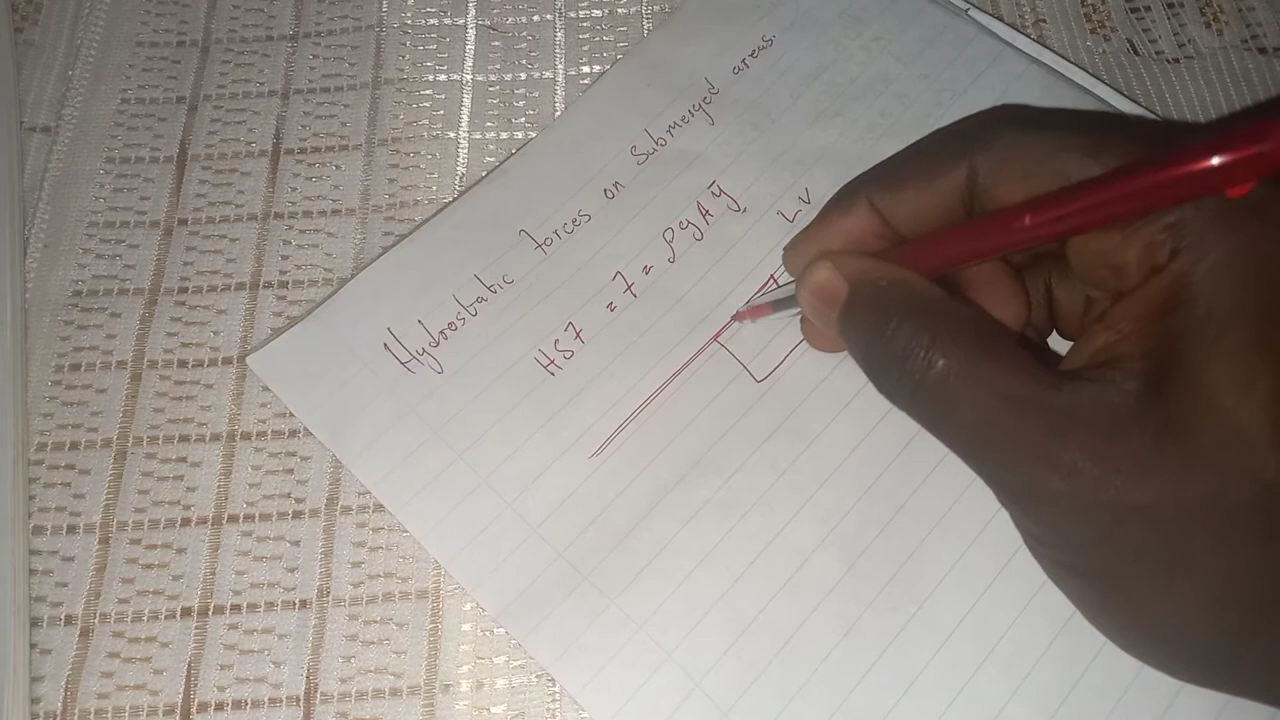 Hydrostatic forces on Submerged areas.
HSF = F = ρgAȳ
LV